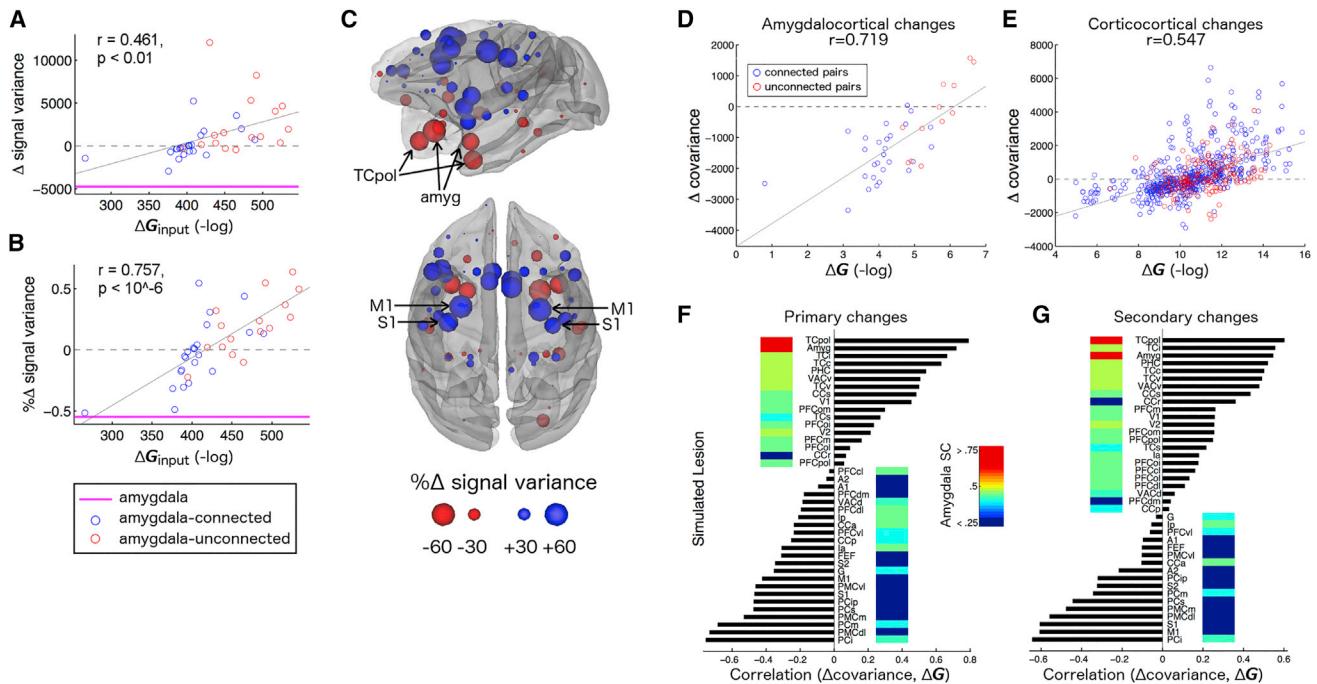 A
r = 0.461,
p < 0.01
10000
5000
0
−5000
Δ signal variance
300
350
400
450
500
ΔGinput (-log)
B
r = 0.757,
p < 10^-6
0.5
0
−0.5
%Δ signal variance
300
350
400
450
500
ΔGinput (-log)
amygdala
amygdala-connected
amygdala-unconnected
C
TCpol
amyg
M1
M1
S1
S1
%Δ signal variance
-60 -30 +30 +60
D
Amygdalocortical changes
r=0.719
connected pairs
unconnected pairs
2000
1000
0
−1000
−2000
−3000
−4000
Δ covariance
0 1 2 3 4 5 6 7
ΔG (-log)
E
Corticocortical changes
r=0.547
8000
6000
4000
2000
0
−2000
−4000
Δ covariance
4 6 8 10 12 14 16
ΔG (-log)
F
Primary changes
Simulated Lesion
TCpol
Amyg
TCi
TCc
PHC
VACv
TCv
CCs
V1
PFCom
TCs
PFCoi
V2
PFCm
PFCol
CCr
PFCpol
PFCcl
A2
A1
PFCdm
VACd
PFCdl
Ip
CCa
PFCvl
CCp
Ia
FEF
S2
G
M1
PMCvl
S1
PCip
PCs
PMCm
PCm
PMCdl
PCi
−0.4 −0.2 0 0.2 0.4 0.6 0.8
Correlation (Δcovariance, ΔG)
Amygdala SC
> .75
.5
< .25
G
Secondary changes
TCpol
TCi
Amyg
PHC
TCc
TCv
VACv
CCs
CCr
PFCm
V1
V2
PFCom
PFCpol
TCs
Ia
PFCoi
PFCcl
PFCol
PFCdl
VACd
PFCdm
CCp
G
Ip
PFCvl
A1
FEF
PMCvl
CCa
A2
PCip
S2
PCm
PCs
PMCm
PMCdl
S1
M1
PCi
−0.6 −0.4 −0.2 0 0.2 0.4 0.6
Correlation (Δcovariance, ΔG)